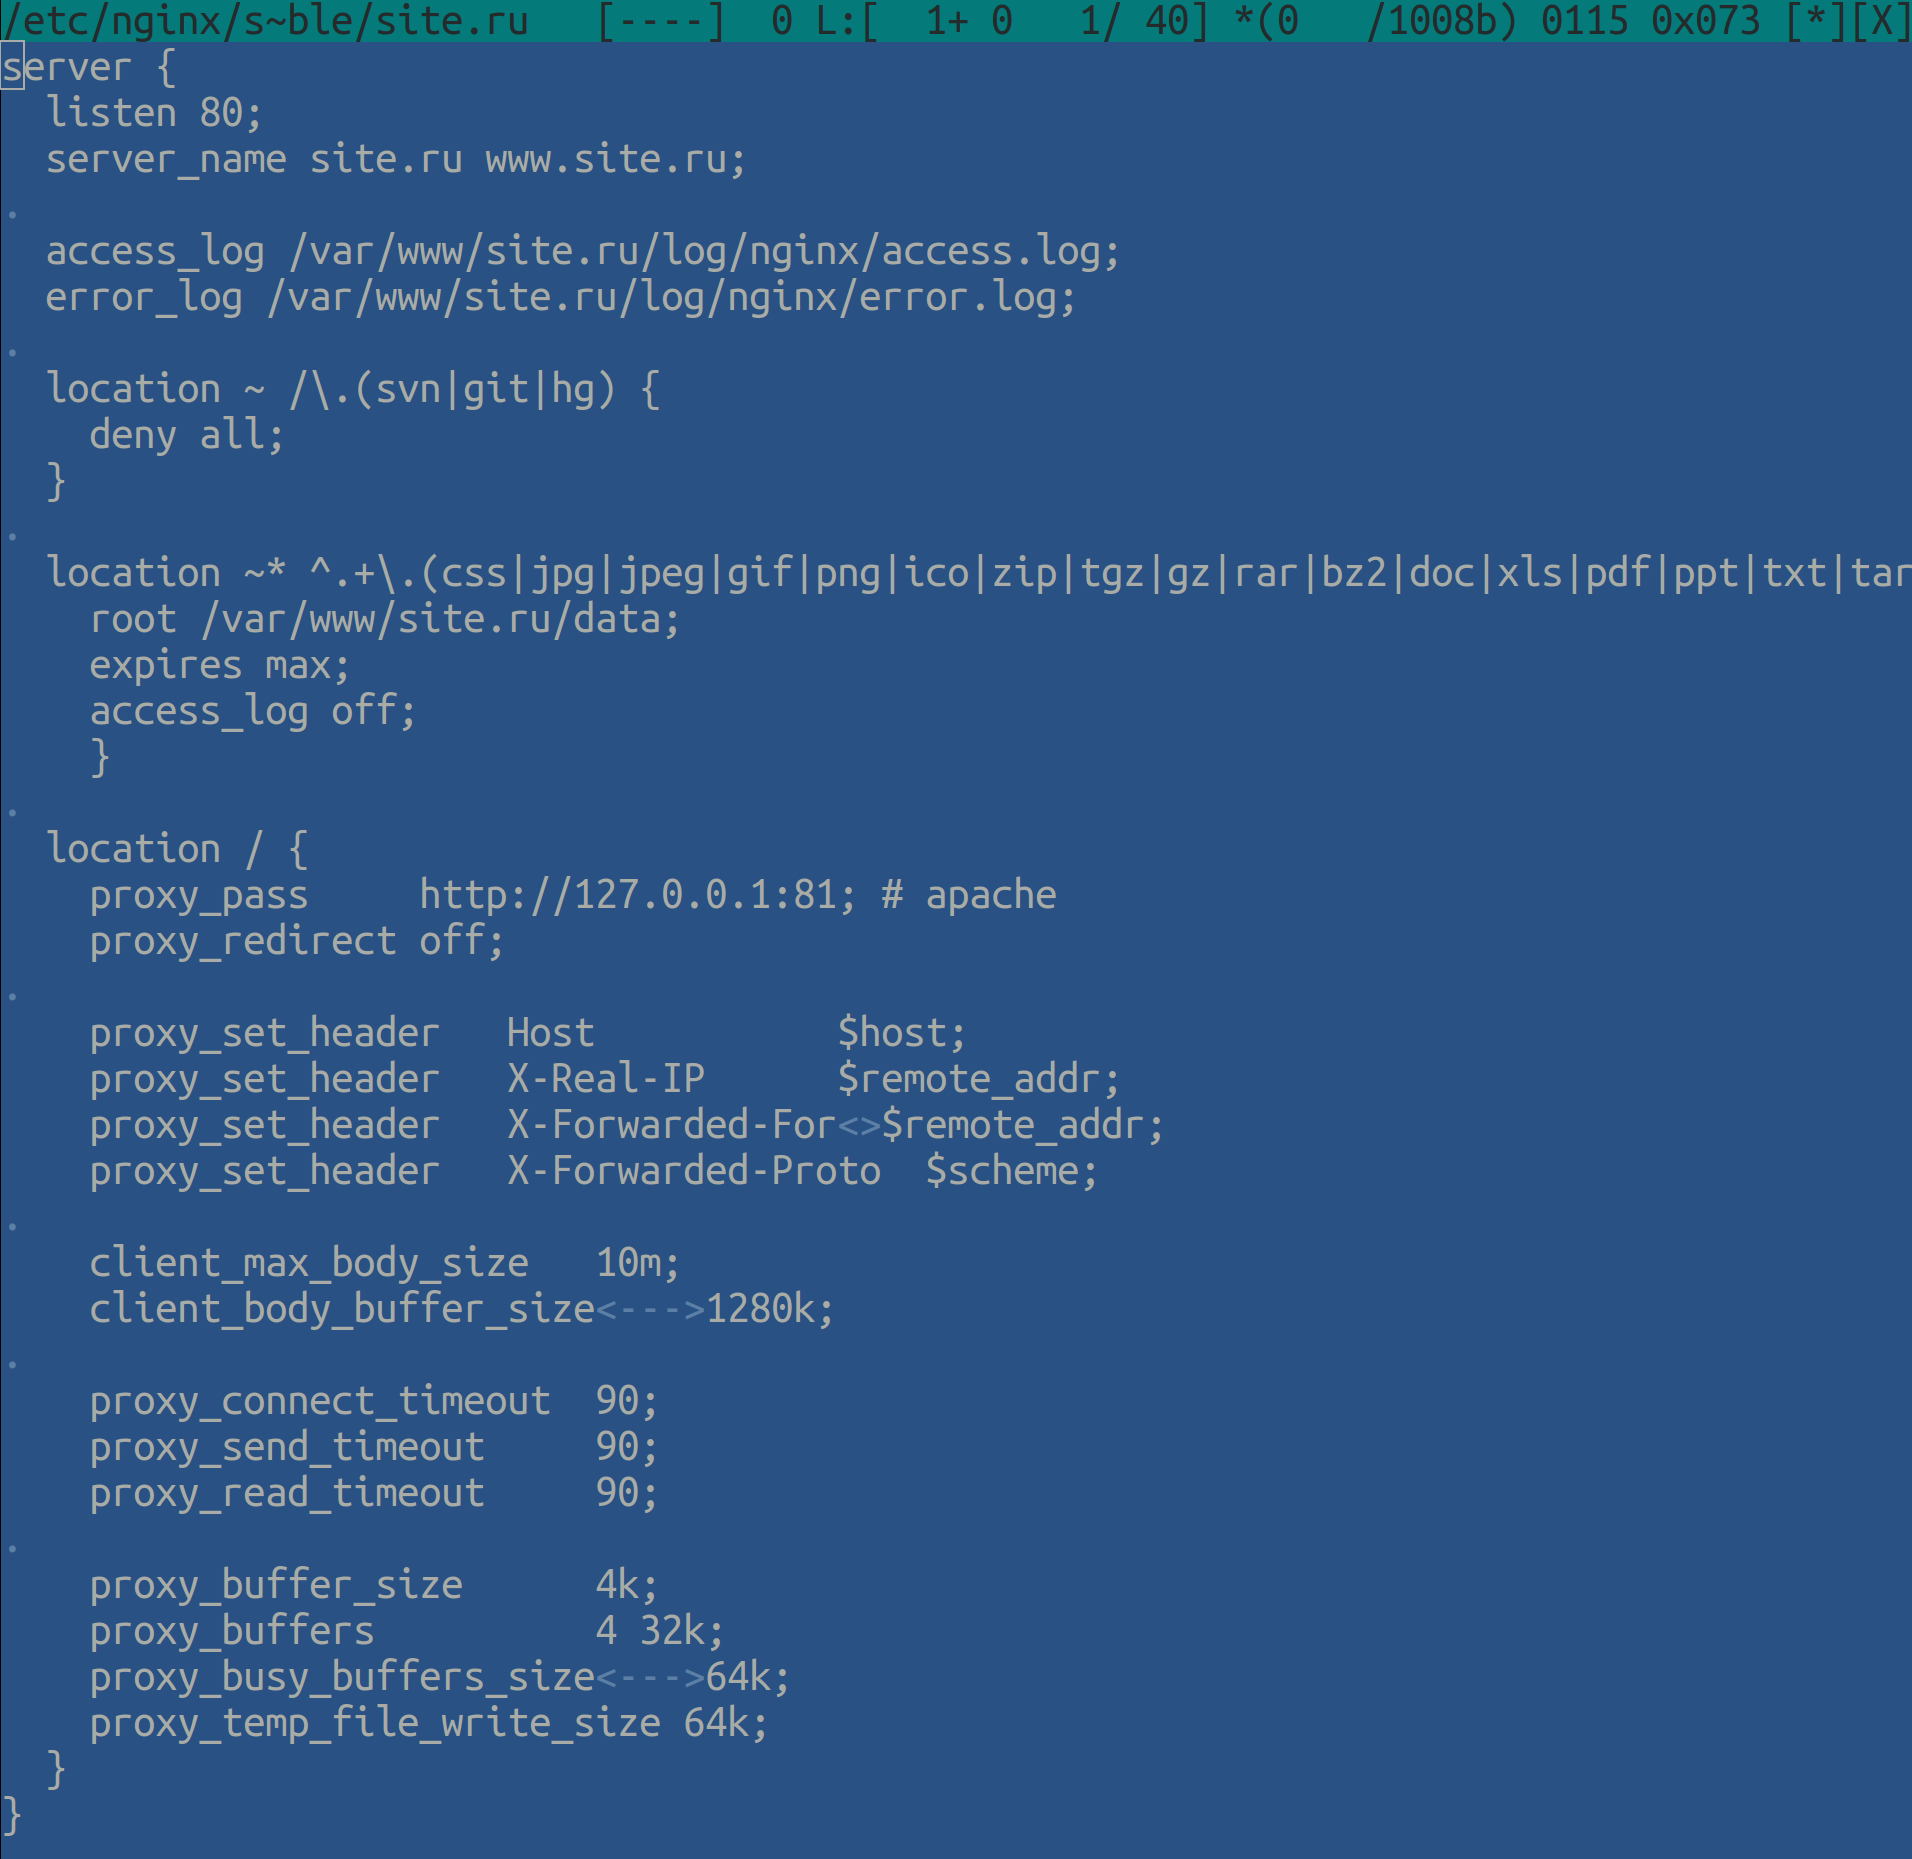 /etc/nginx/s~ble/site.ru   [----]  0 L:[  1+ 0   1/ 40] *(0   /1008b) 0115 0x073 [*][X]
server {
  listen 80;
  server_name site.ru www.site.ru;
  access_log /var/www/site.ru/log/nginx/access.log;
  error_log /var/www/site.ru/log/nginx/error.log;
  location ~ /\.(svn|git|hg) {
    deny all;
  }
  location ~* ^.+\.(css|jpg|jpeg|gif|png|ico|zip|tgz|gz|rar|bz2|doc|xls|pdf|ppt|txt|tar
    root /var/www/site.ru/data;
    expires max;
    access_log off;
    }
  location / {
    proxy_pass     http://127.0.0.1:81; # apache
    proxy_redirect off;
    proxy_set_header   Host           $host;
    proxy_set_header   X-Real-IP      $remote_addr;
    proxy_set_header   X-Forwarded-For<>$remote_addr;
    proxy_set_header   X-Forwarded-Proto  $scheme;
    client_max_body_size   10m;
    client_body_buffer_size<--->1280k;
    proxy_connect_timeout  90;
    proxy_send_timeout     90;
    proxy_read_timeout     90;
    proxy_buffer_size      4k;
    proxy_buffers          4 32k;
    proxy_busy_buffers_size<--->64k;
    proxy_temp_file_write_size 64k;
  }
}